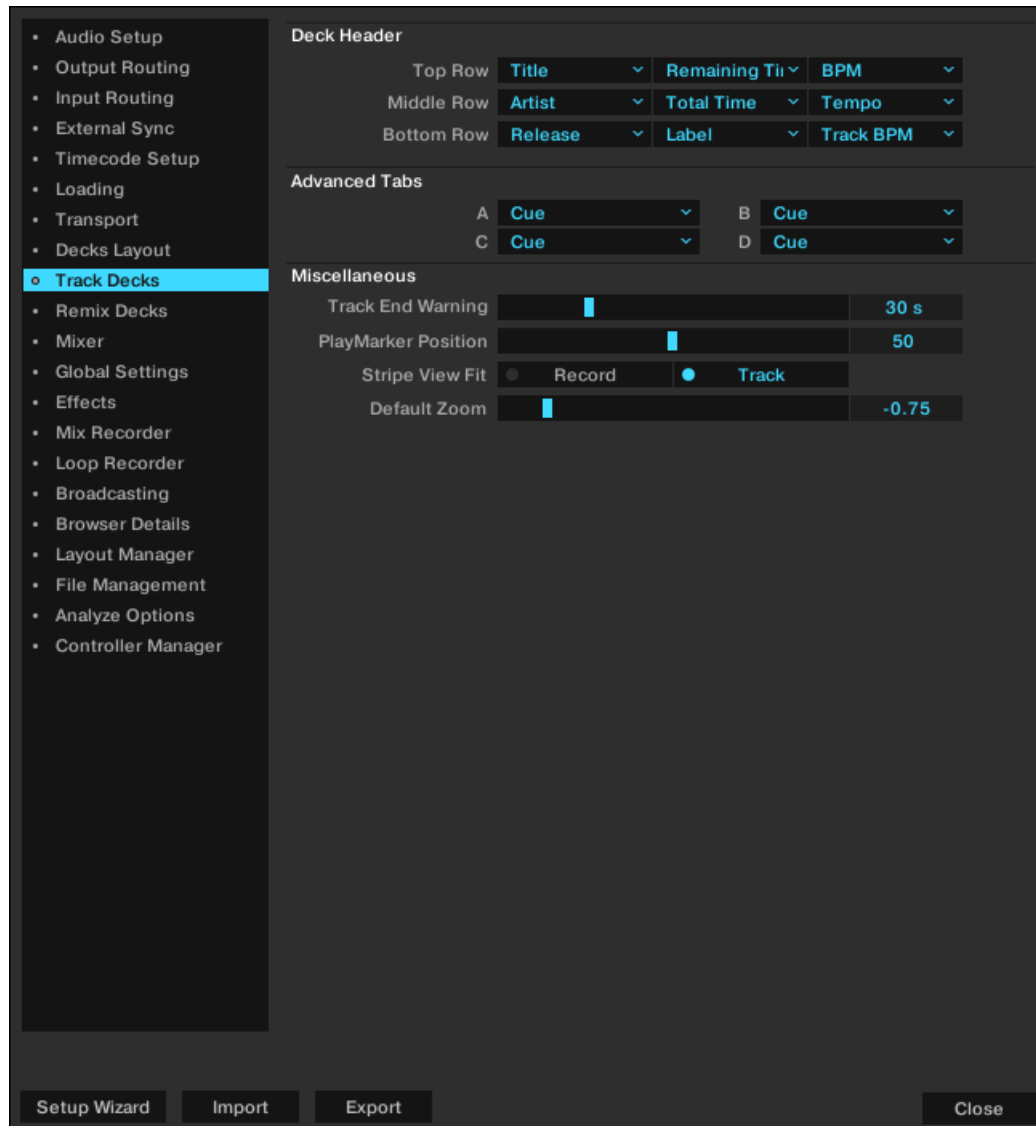 Audio Setup
Output Routing
Input Routing
External Sync
Timecode Setup
Loading
Transport
Decks Layout
Track Decks
Remix Decks
Mixer
Global Settings
Effects
Mix Recorder
Loop Recorder
Broadcasting
Browser Details
Layout Manager
File Management
Analyze Options
Controller Manager
Deck Header
Top Row Title Remaining Tii BPM
Middle Row Artist Total Time Tempo
Bottom Row Release Label Track BPM
Advanced Tabs
A Cue B Cue
C Cue D Cue
Miscellaneous
Track End Warning 30 s
PlayMarker Position 50
Stripe View Fit Record Track
Default Zoom -0.75
Setup Wizard Import Export Close